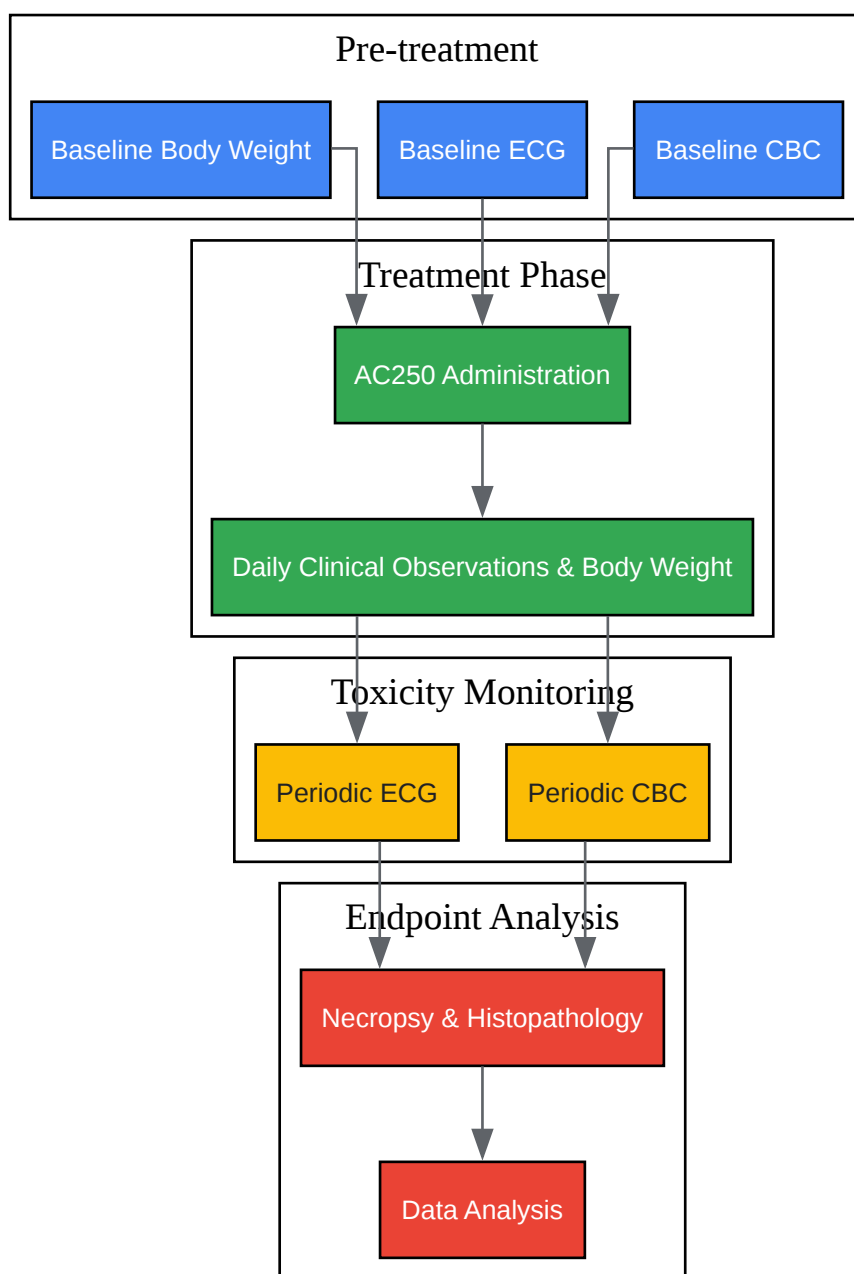 Pre-treatment
Baseline Body Weight
Baseline ECG
Baseline CBC
Treatment Phase
AC250 Administration
Daily Clinical Observations & Body Weight
Toxicity Monitoring
Periodic ECG
Periodic CBC
Endpoint Analysis
Necropsy & Histopathology
Data Analysis